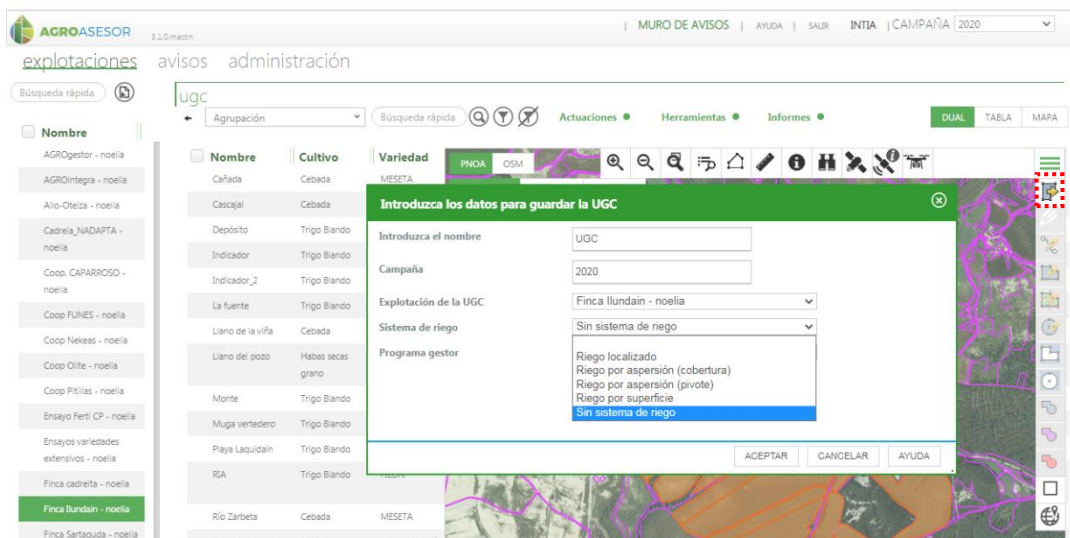 AGROASESOR 3.1.0 mastin
| MURO DE AVISOS | AYUDA | SALIR INTIA | CAMPAÑA 2020
explotaciones avisos administración
Búsqueda rápida
ugc
Agrupación Búsqueda rápida Actuaciones Herramientas Informes DUAL TABLA MAPA
Nombre
AGROgestor - noelia
AGROintegra - noelia
Allo-Oteiza - noelia
Cadreia_NADAPTA -
noelia
Coop. CAPARROSO -
noelia
Coop FUNES - noelia
Coop Nekeas - noelia
Coop Olite - noelia
Coop Pitillas - noelia
Ensayo Ferti CP - noelia
Ensayos variedades
extensivos - noelia
Finca cadreita - noelia
Finca Ilundain - noelia
Finca Sartaguda - noelia
Nombre Cultivo Variedad
Cañada Cebada MESETA
Cascajal Cebada
Depósito Trigo Blando
Indicador Trigo Blando
Indicador_2 Trigo Blando
La fuente Trigo Blando
Llano de la viña Cebada
Llano del pozo Habas secas
grano
Monte Trigo Blando
Muga vertedero Trigo Blando
Playa Laquidain Trigo Blando
RIA Trigo Blando
Río Zarbeta Cebada MESETA
PNOA OSM
Introduzca los datos para guardar la UGC
Introduzca el nombre UGC
Campaña 2020
Explotación de la UGC Finca Ilundain - noelia
Sistema de riego Sin sistema de riego
Programa gestor
Riego localizado
Riego por aspersión (cobertura)
Riego por aspersión (pivote)
Riego por superficie
Sin sistema de riego
ACEPTAR CANCELAR AYUDA